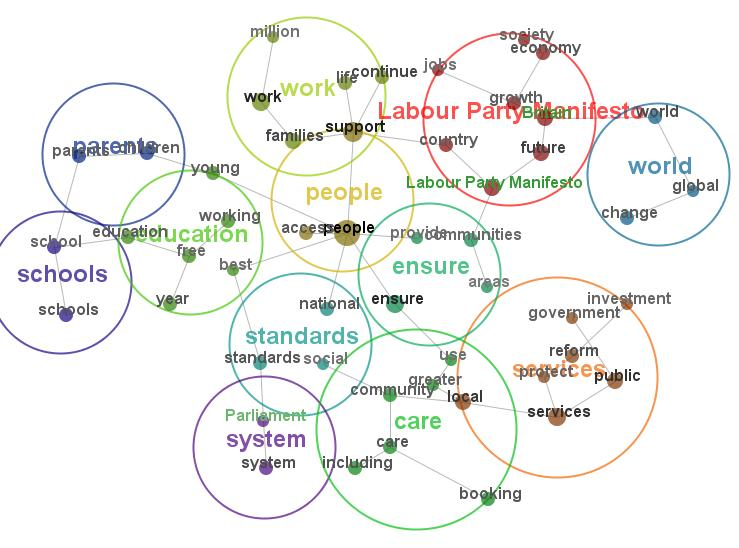 million
society
economy
jobs
life
continue
work
work
growth
Labour Party Manifesto
Britain
world
support
families
country
future
parents
parents
children
young
world
Labour Party Manifesto
global
people
change
working
access
people
provide
communities
education
education
school
free
ensure
best
schools
schools
year
national
ensure
areas
investment
government
standards
standards
social
use
reform
services
protect
public
greater
community
local
services
Parliament
care
system
care
system
including
booking